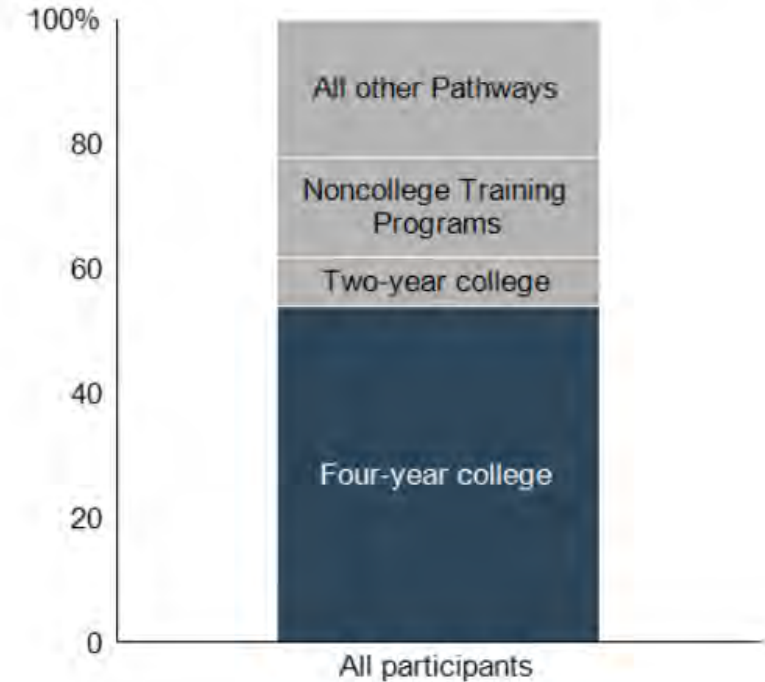 100%
All other Pathways
80
Noncollege Training
Programs
60
Two-year college
40
Four-year college
20
0
All participants